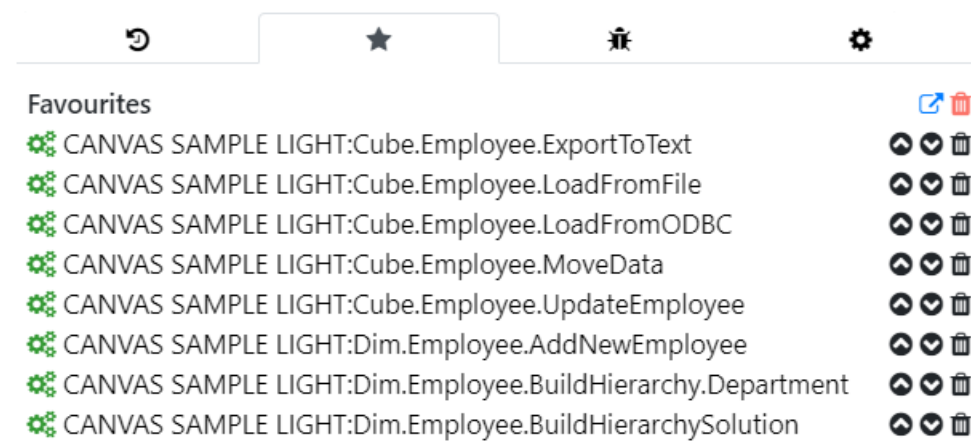 Favourites
CANVAS SAMPLE LIGHT:Cube.Employee.ExportToText
CANVAS SAMPLE LIGHT:Cube.Employee.LoadFromFile
CANVAS SAMPLE LIGHT:Cube.Employee.LoadFromODBC
CANVAS SAMPLE LIGHT:Cube.Employee.MoveData
CANVAS SAMPLE LIGHT:Cube.Employee.UpdateEmployee
CANVAS SAMPLE LIGHT:Dim.Employee.AddNewEmployee
CANVAS SAMPLE LIGHT:Dim.Employee.BuildHierarchy.Department
CANVAS SAMPLE LIGHT:Dim.Employee.BuildHierarchySolution